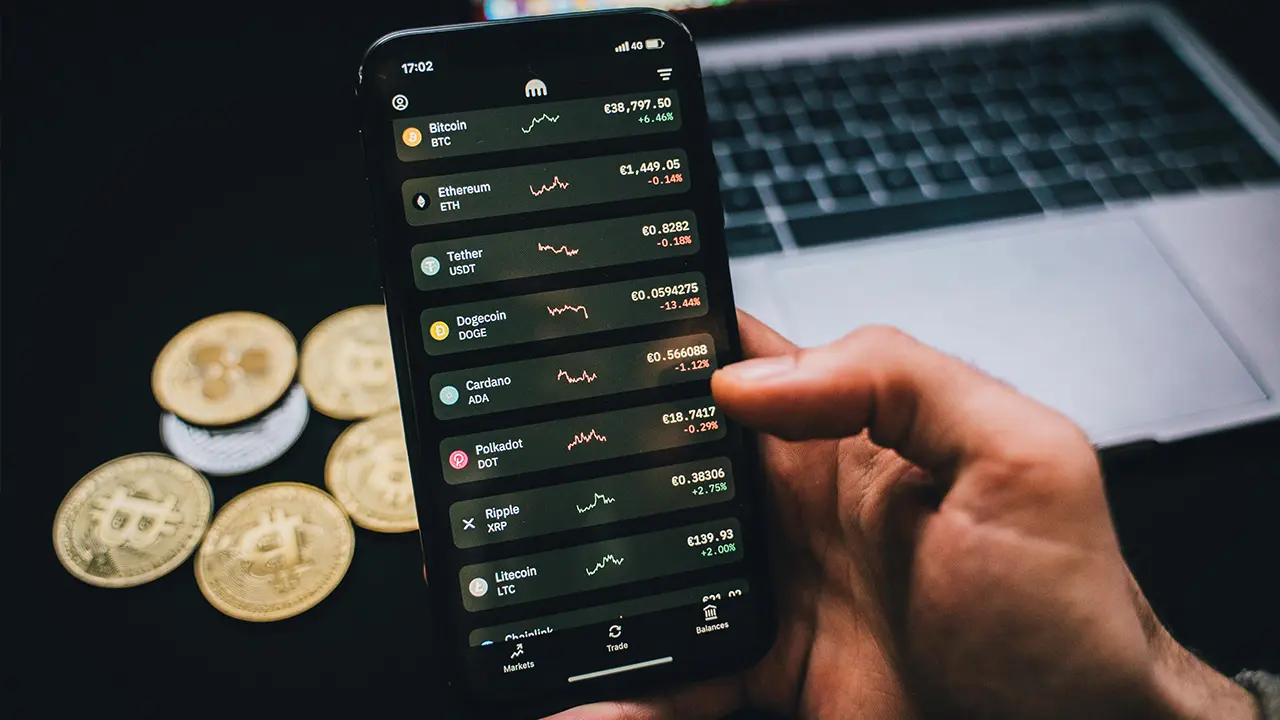 17:02
4G
Bitcoin
BTC
€38,797.50
+6.46%
Ethereum
ETH
€1,449.05
-0.14%
Tether
USDT
€0.8282
-0.18%
Dogecoin
DOGE
€0.0594275
-13.44%
Cardano
ADA
€0.566088
-1.12%
Polkadot
DOT
€18.7417
-0.29%
Ripple
XRP
€0.38306
+2.75%
Litecoin
LTC
€139.93
+2.00%
Chainlink
Markets
Trade
Balances